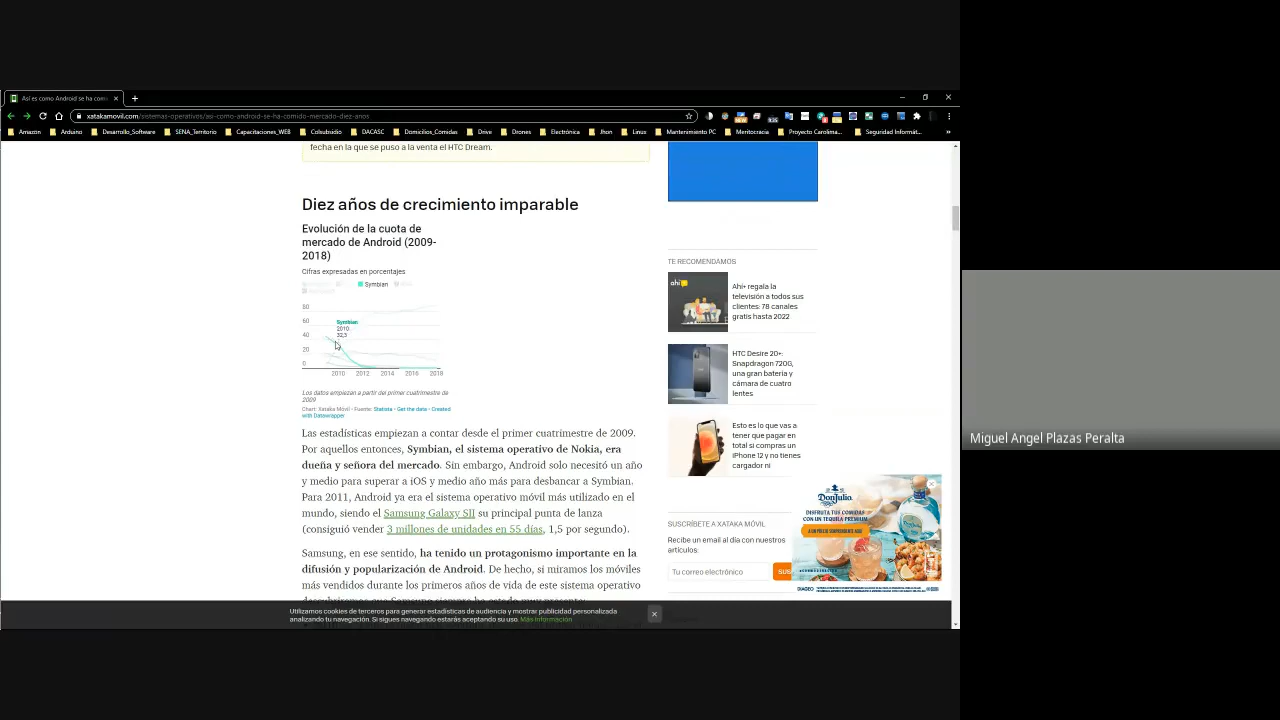 Así es como Android se ha com
xatakamovil.com/sistemas-operativos/asi-como-android-se-ha-comido-mercado-diez-anos
Amazon Arduino Desarrollo_Software SENA_Territorio Capacitaciones_WEB Colsubsidio DACASC Domicilios_Comidas Drive Drones Electrónica Jhon Linux Mantenimiento PC Meritocracia Proyecto Carolima... Seguridad Informát... »
fecha en la que se puso a la venta el HTC Dream.
Diez años de crecimiento imparable
Evolución de la cuota de
mercado de Android (2009-
2018)
Cifras expresadas en porcentajes
Symbian
80
60
40
20
0
Symbian
2010
32,3
2010 2012 2014 2016 2018
Los datos empiezan a partir del primer cuatrimestre de
2009
Chart: Xataka Móvil • Fuente: Statista • Get the data • Created
with Datawrapper
Las estadísticas empiezan a contar desde el primer cuatrimestre de 2009.
Por aquellos entonces, Symbian, el sistema operativo de Nokia, era
dueña y señora del mercado. Sin embargo, Android solo necesitó un año
y medio para superar a iOS y medio año más para desbancar a Symbian.
Para 2011, Android ya era el sistema operativo móvil más utilizado en el
mundo, siendo el Samsung Galaxy SII su principal punta de lanza
(consiguió vender 3 millones de unidades en 55 días, 1,5 por segundo).
Samsung, en ese sentido, ha tenido un protagonismo importante en la
difusión y popularización de Android. De hecho, si miramos los móviles
más vendidos durante los primeros años de vida de este sistema operativo
TE RECOMENDAMOS
ahí+
Ahí+ regala la
televisión a todos sus
clientes: 78 canales
gratis hasta 2022
HTC Desire 20+:
Snapdragon 720G,
una gran batería y
cámara de cuatro
lentes
Esto es lo que vas a
tener que pagar en
total si compras un
iPhone 12 y no tienes
cargador ni
SUSCRÍBETE A XATAKA MÓVIL
Recibe un email al día con nuestros
artículos:
Tu correo electrónico
SUS
DONJULIO
DISFRUTA TUS COMIDAS
CON UN TEQUILA PREMIUM
DIAGEO
Utilizamos cookies de terceros para generar estadísticas de audiencia y mostrar publicidad personalizada
analizando tu navegación. Si sigues navegando estarás aceptando su uso. Más información
Miguel Angel Plazas Peralta